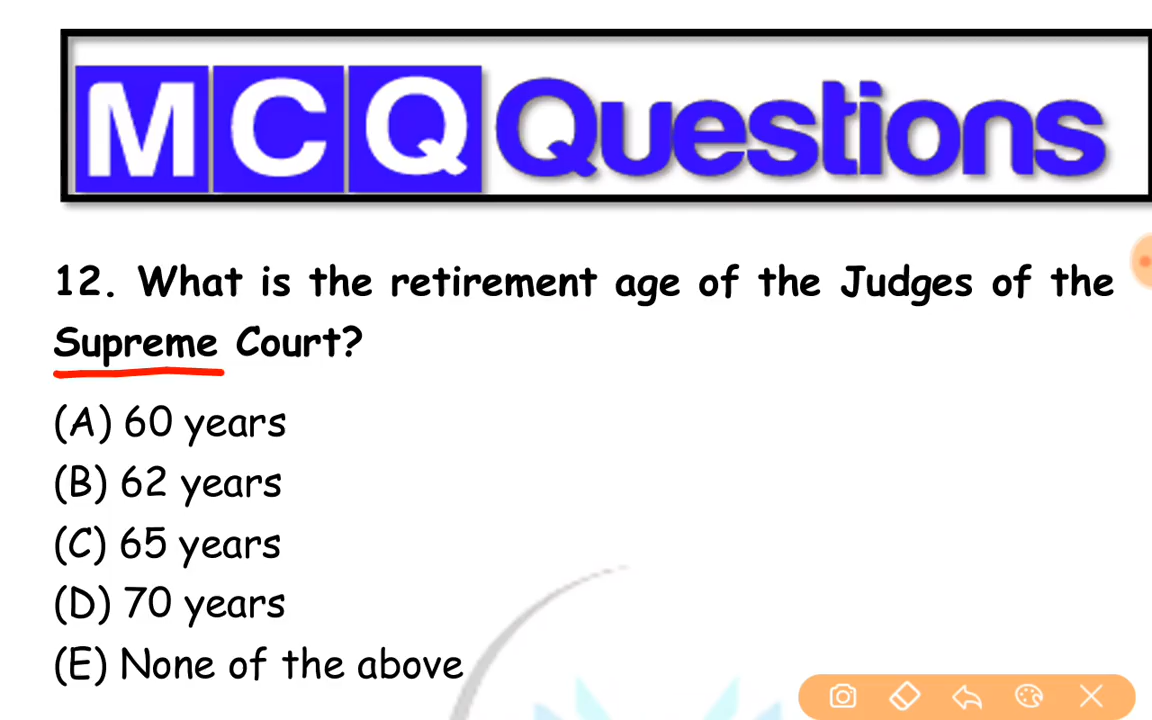 MCQ Questions
12. What is the retirement age of the Judges of the
Supreme Court?
(A) 60 years
(B) 62 years
(C) 65 years
(D) 70 years
(E) None of the above